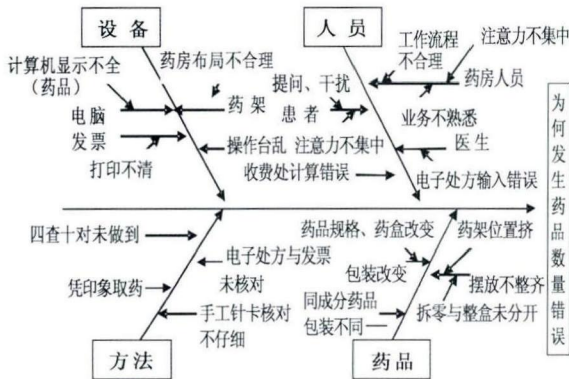 设 备
人 员
药房布局不合理
工作流程
不合理
注意力不集中
计算机显示不全
(药品)
提问、干扰
药房人员
电脑
药 架
患 者
发票
业务不熟悉
医 生
操作台乱
注意力不集中
打印不清
收费处计算错误
电子处方输入错误
为何发生药品数量错误
四查十对未做到
药品规格、药盒改变
药架位置挤
电子处方与发票
未核对
包装改变
摆放不整齐
凭印象取药
同成分药品
包装不同
拆零与整盒未分开
手工针卡核对
不仔细
方 法
药 品